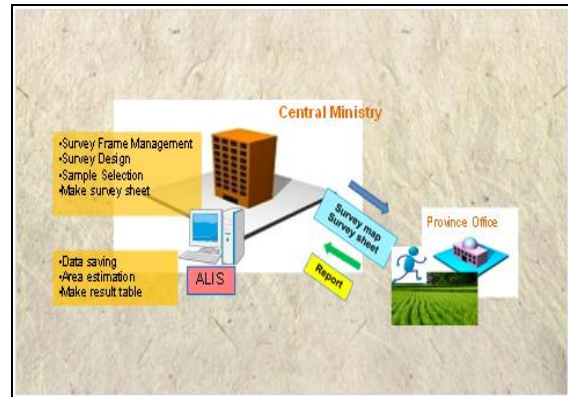 Central Ministry
•Survey Frame Management
•Survey Design
•Sample Selection
•Make survey sheet
•Data saving
•Area estimation
•Make result table
ALIS
Survey map
Survey sheet
Report
Province Office